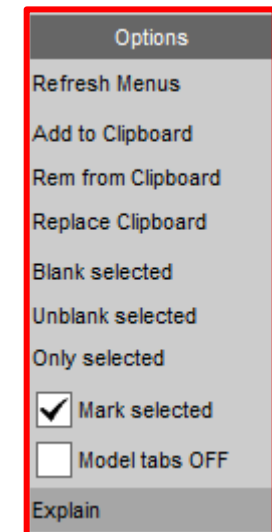 Options
Refresh Menus
Add to Clipboard
Rem from Clipboard
Replace Clipboard
Blank selected
Unblank selected
Only selected
Mark selected
Model tabs OFF
Explain